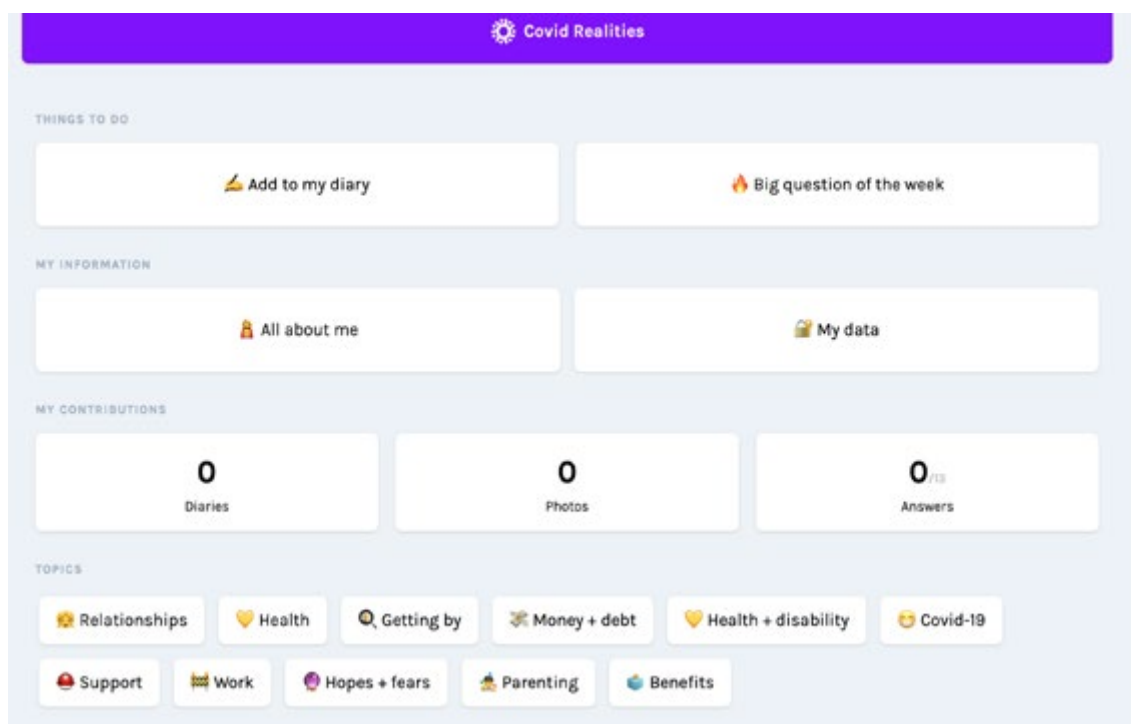 Covid Realities
THINGS TO DO
Add to my diary
Big question of the week
MY INFORMATION
All about me
My data
MY CONTRIBUTIONS
0
Diaries
0
Photos
0/13
Answers
TOPICS
Relationships
Health
Getting by
Money + debt
Health + disability
Covid-19
Support
Work
Hopes + fears
Parenting
Benefits